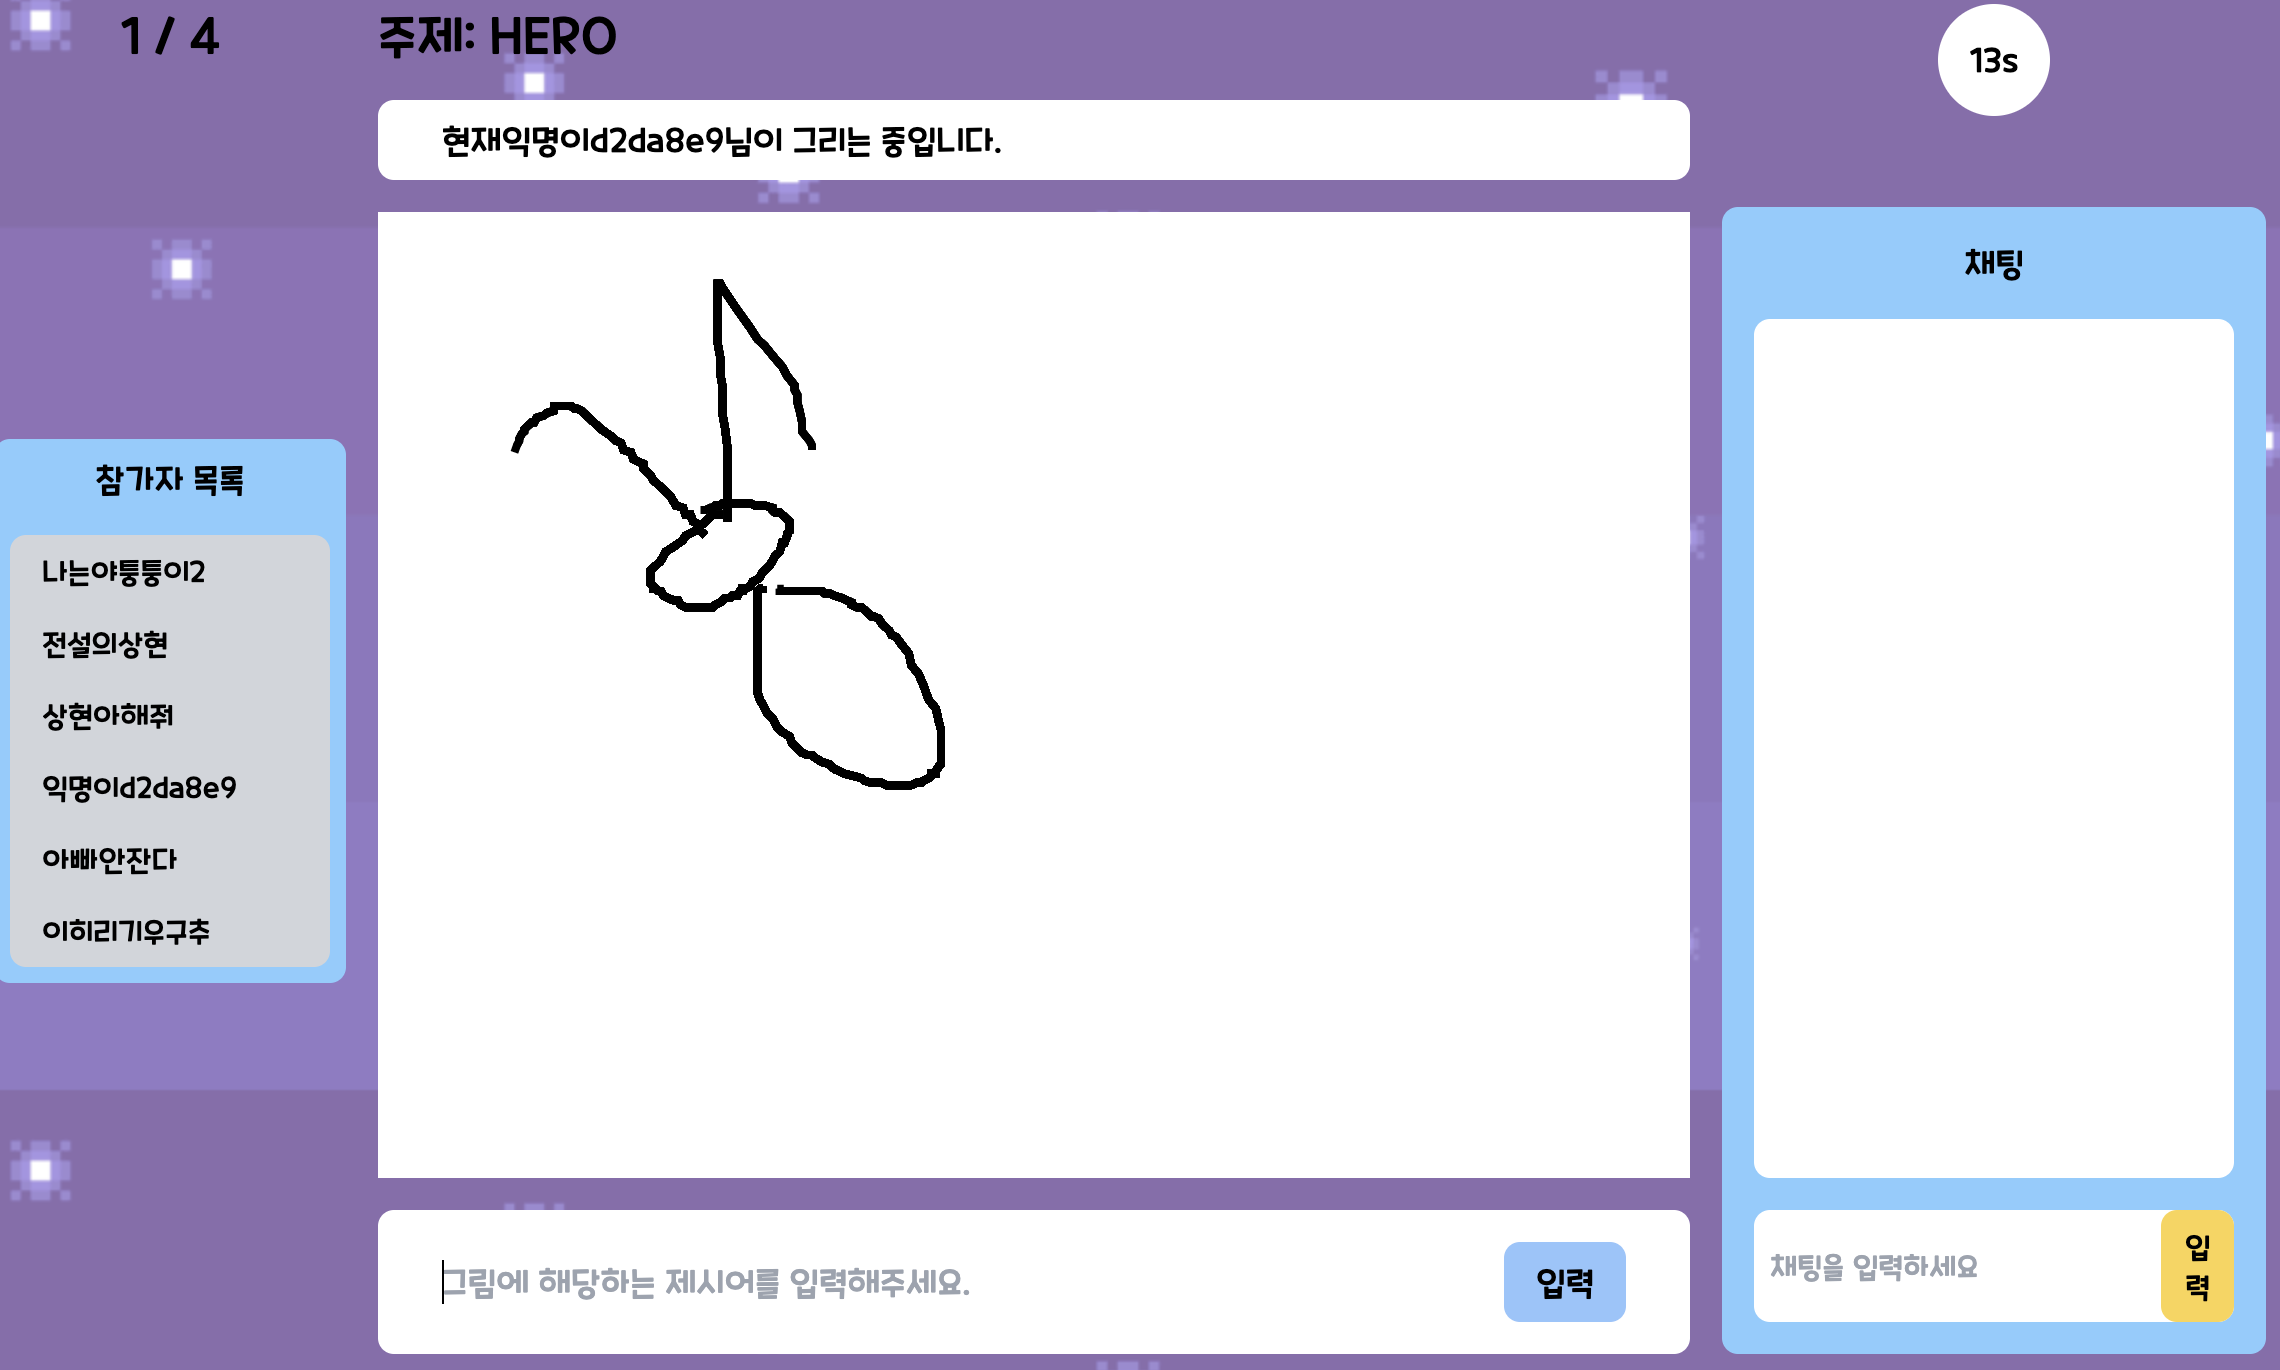 1 / 4
주제: HERO
13s
현재익명이d2da8e9님이 그리는 중입니다.
채팅
참가자 목록
나는야퉁퉁이2
전설의상현
상현아해줘
익명이d2da8e9
아빠안잔다
이히리기우구추
그림에 해당하는 제시어를 입력해주세요.
입력
채팅을 입력하세요
입
력